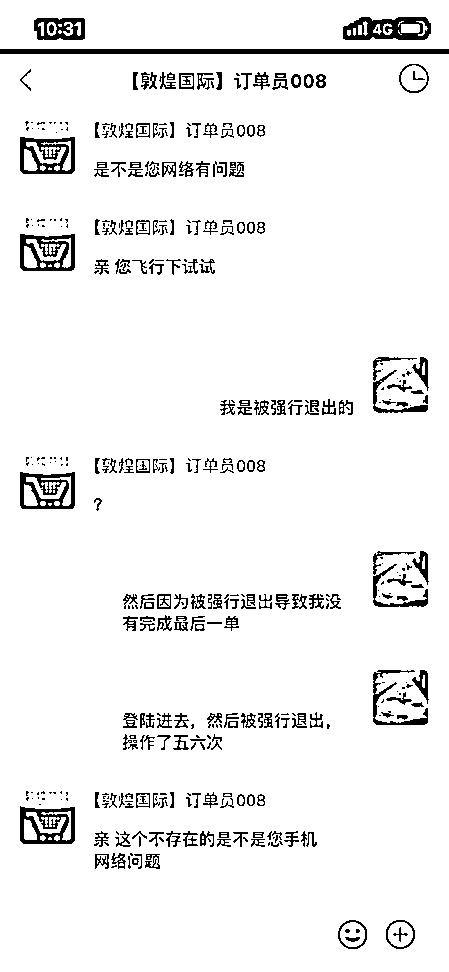 10:31
4G
【敦煌国际】订单员008
【敦煌国际】订单员008
是不是您网络有问题
【敦煌国际】订单员008
亲 您飞行下试试
我是被强行退出的
【敦煌国际】订单员008
?
然后因为被强行退出导致我没
有完成最后一单
登陆进去，然后被强行退出，
操作了五六次
【敦煌国际】订单员008
亲 这个不存在的是不是您手机
网络问题